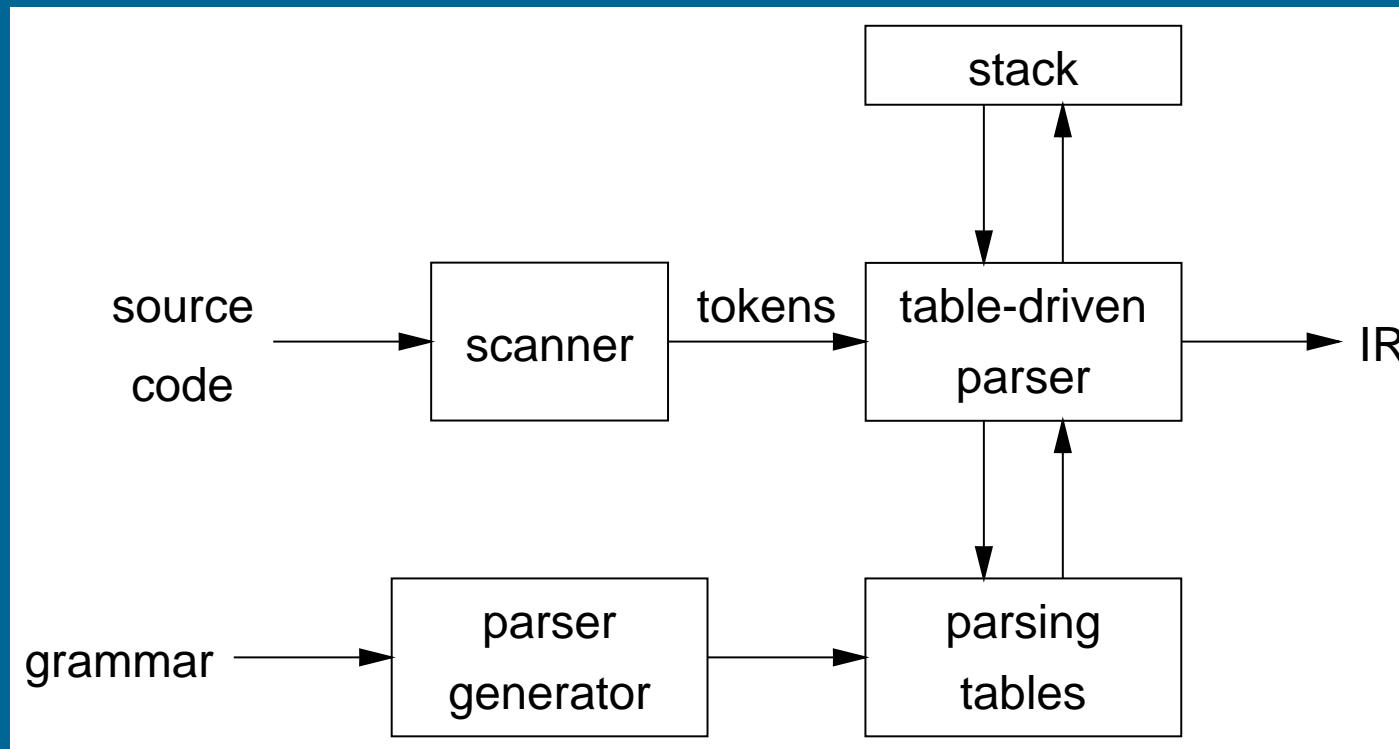 stack
source
code
scanner
tokens
table-driven
parser
IR
grammar
parser
generator
parsing
tables